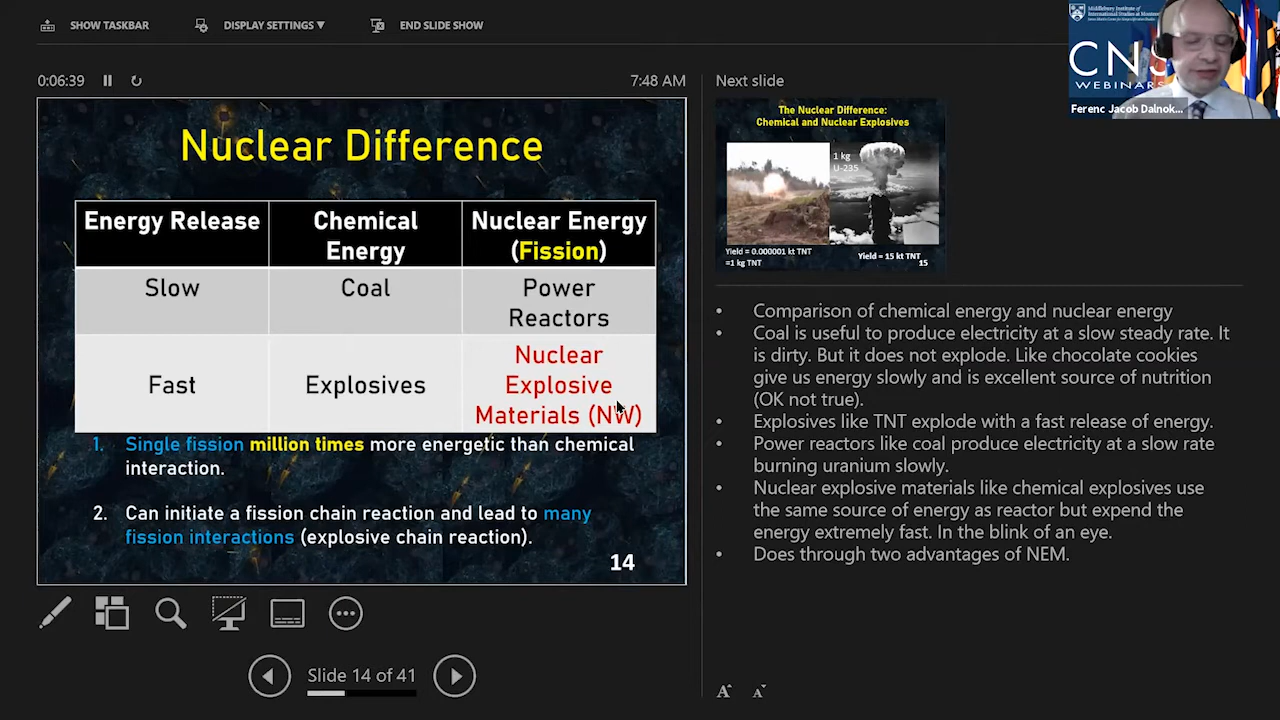 SHOW TASKBAR
DISPLAY SETTINGS ▼
END SLIDE SHOW
0:06:39
7:48 AM
Nuclear Difference
Energy Release
Chemical
Energy
Nuclear Energy
(Fission)
Slow
Coal
Power
Reactors
Fast
Explosives
Nuclear
Explosive
Materials (NW)
1. Single fission million times more energetic than chemical
interaction.
2. Can initiate a fission chain reaction and lead to many
fission interactions (explosive chain reaction).
14
Slide 14 of 41
Next slide
The Nuclear Difference:
Chemical and Nuclear Explosives
1 kg
U-235
Yield = 0.000001 kt TNT
=1 kg TNT
Yield = 15 kt TNT
15
• Comparison of chemical energy and nuclear energy
• Coal is useful to produce electricity at a slow steady rate. It
is dirty. But it does not explode. Like chocolate cookies
give us energy slowly and is excellent source of nutrition
(OK not true).
• Explosives like TNT explode with a fast release of energy.
• Power reactors like coal produce electricity at a slow rate
burning uranium slowly.
• Nuclear explosive materials like chemical explosives use
the same source of energy as reactor but expend the
energy extremely fast. In the blink of an eye.
• Does through two advantages of NEM.
A A
Middlebury Institute of
International Studies at Monterey
CNS
WEBINARS
Ferenc Jacob Dalnok...